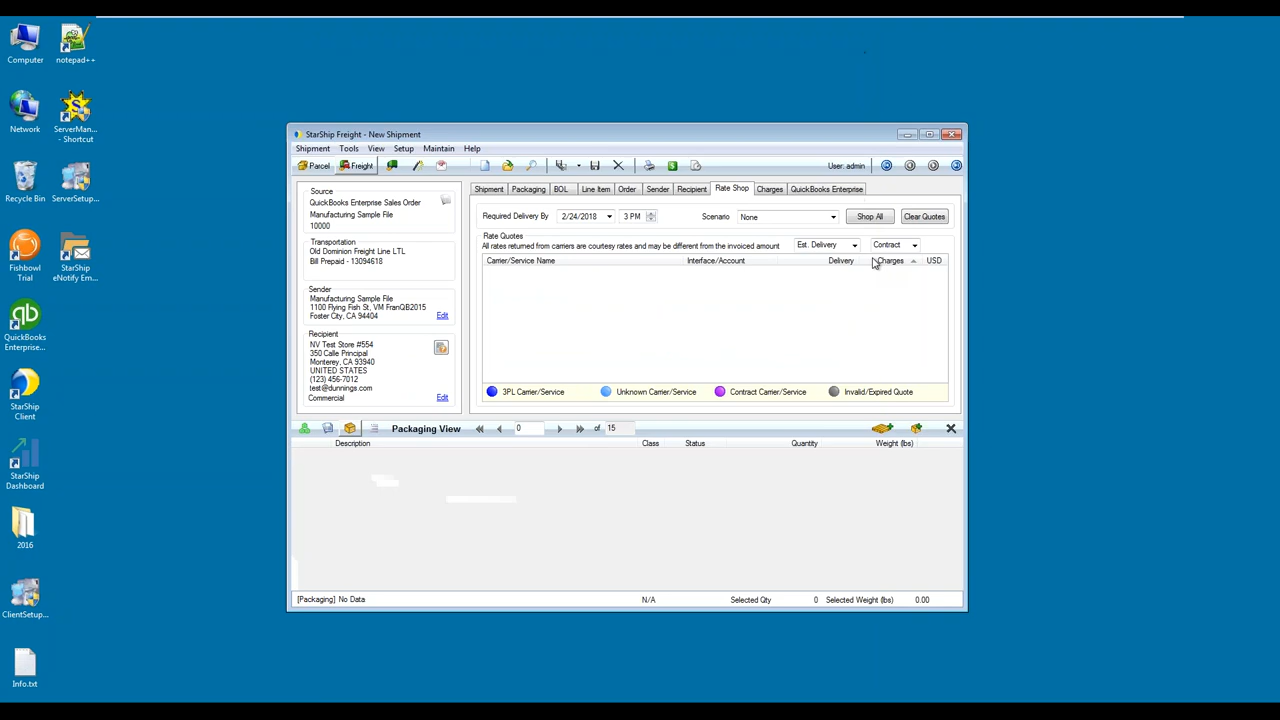 Computer
notepad++
Network
ServerMan...
- Shortcut
Recycle Bin
ServerSetup...
Fishbowl
Trial
StarShip
eNotify Em...
QuickBooks
Enterprise...
StarShip
Client
StarShip
Dashboard
2016
ClientSetup...
Info.txt
StarShip Freight - New Shipment
Shipment Tools View Setup Maintain Help
Parcel Freight User: admin
Source
QuickBooks Enterprise Sales Order
Manufacturing Sample File
10000
Transportation
Old Dominion Freight Line LTL
Bill Prepaid - 13094618
Sender
Manufacturing Sample File
1100 Flying Fish St, VM FranQB2015
Foster City, CA 94404 Edit
Recipient
NV Test Store #554
350 Calle Principal
Monterey, CA 93940
UNITED STATES
(123) 456-7012
test@dunnings.com
Commercial Edit
Shipment Packaging BOL Line Item Order Sender Recipient Rate Shop Charges QuickBooks Enterprise
Required Delivery By 2/24/2018 3 PM Scenario None Shop All Clear Quotes
Rate Quotes
All rates returned from carriers are courtesy rates and may be different from the invoiced amount Est. Delivery Contract
Carrier/Service Name Interface/Account Delivery Charges USD
3PL Carrier/Service Unknown Carrier/Service Contract Carrier/Service Invalid/Expired Quote
Packaging View 0 of 15
Description Class Status Quantity Weight (lbs)
[Packaging] No Data N/A Selected Qty 0 Selected Weight (lbs) 0.00